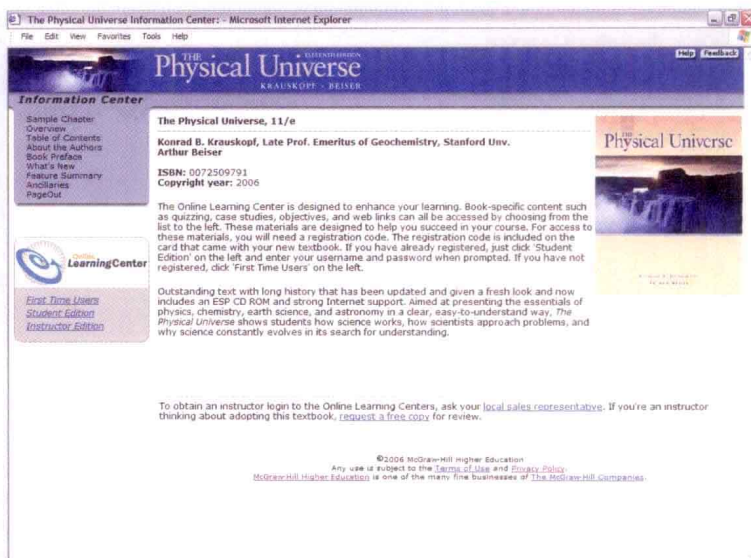 The Physical Universe Information Center: - Microsoft Internet Explorer
File Edit View Favorites Tools Help
Help Feedback
THE ELEVENTH EDITION
Physical Universe
KRAUSKOPF - BEISER
Information Center
Sample Chapter
Overview
Table of Contents
About the Authors
Book Preface
What's New
Feature Summary
Ancillaries
PageOut
Online
LearningCenter
First Time Users
Student Edition
Instructor Edition
The Physical Universe, 11/e
Konrad B. Krauskopf, Late Prof. Emeritus of Geochemistry, Stanford Unv.
Arthur Beiser
ISBN: 0072509791
Copyright year: 2006
The Online Learning Center is designed to enhance your learning. Book-specific content such
as quizzing, case studies, objectives, and web links can all be accessed by choosing from the
list to the left. These materials are designed to help you succeed in your course. For access to
these materials, you will need a registration code. The registration code is included on the
card that came with your new textbook. If you have already registered, just click 'Student
Edition' on the left and enter your username and password when prompted. If you have not
registered, click 'First Time Users' on the left.
Outstanding text with long history that has been updated and given a fresh look and now
includes an ESP CD ROM and strong Internet support. Aimed at presenting the essentials of
physics, chemistry, earth science, and astronomy in a clear, easy-to-understand way, The
Physical Universe shows students how science works, how scientists approach problems, and
why science constantly evolves in its search for understanding.
THE
Physical Universe
To obtain an instructor login to the Online Learning Centers, ask your local sales representative. If you're an instructor
thinking about adopting this textbook, request a free copy for review.
©2006 McGraw-Hill Higher Education
Any use is subject to the Terms of Use and Privacy Policy.
McGraw-Hill Higher Education is one of the many fine businesses of The McGraw-Hill Companies.